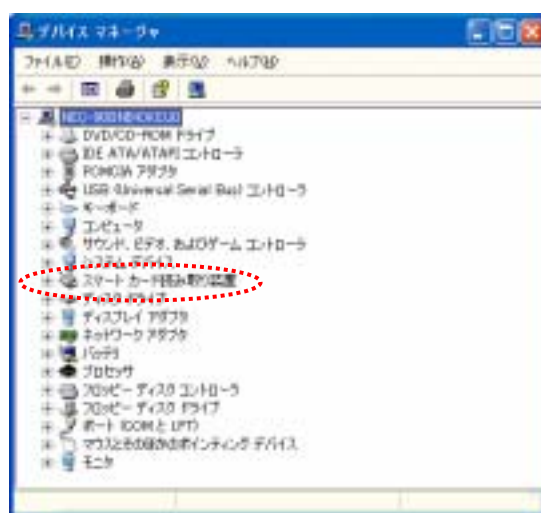 デバイス マネージャ
ファイル(F) 操作(A) 表示(V) ヘルプ(H)
DVD/CD-ROM ドライブ
IDE ATA/ATAPI コントローラ
PCMCIA アダプタ
USB (Universal Serial Bus) コントローラ
キーボード
コンピュータ
サウンド、ビデオ、およびゲーム コントローラ
システム デバイス
スマート カード読み取り装置
ディスク ドライブ
ディスプレイ アダプタ
ネットワーク アダプタ
バッテリ
プロセッサ
フロッピー ディスク コントローラ
フロッピー ディスク ドライブ
ポート (COM と LPT)
マウスとそのほかのポインティング デバイス
モニタ